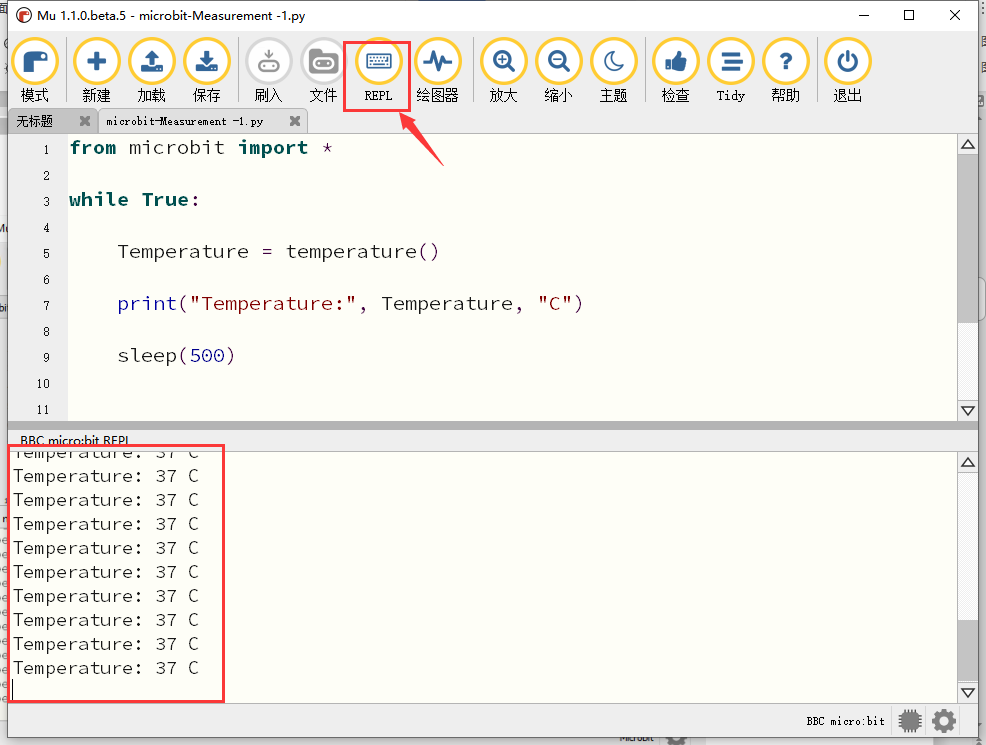 Mu 1.1.0.beta.5 - microbit-Measurement -1.py
模式 新建 加载 保存 刷入 文件 REPL 绘图器 放大 缩小 主题 检查 Tidy 帮助 退出
无标题 microbit-Measurement -1.py
1 from microbit import *
2
3 while True:
4
5 Temperature = temperature()
6
7 print("Temperature:", Temperature, "C")
8
9 sleep(500)
10
11
BBC micro:bit REPL
Temperature: 37 C
Temperature: 37 C
Temperature: 37 C
Temperature: 37 C
Temperature: 37 C
Temperature: 37 C
Temperature: 37 C
Temperature: 37 C
Temperature: 37 C
Temperature: 37 C
BBC micro:bit